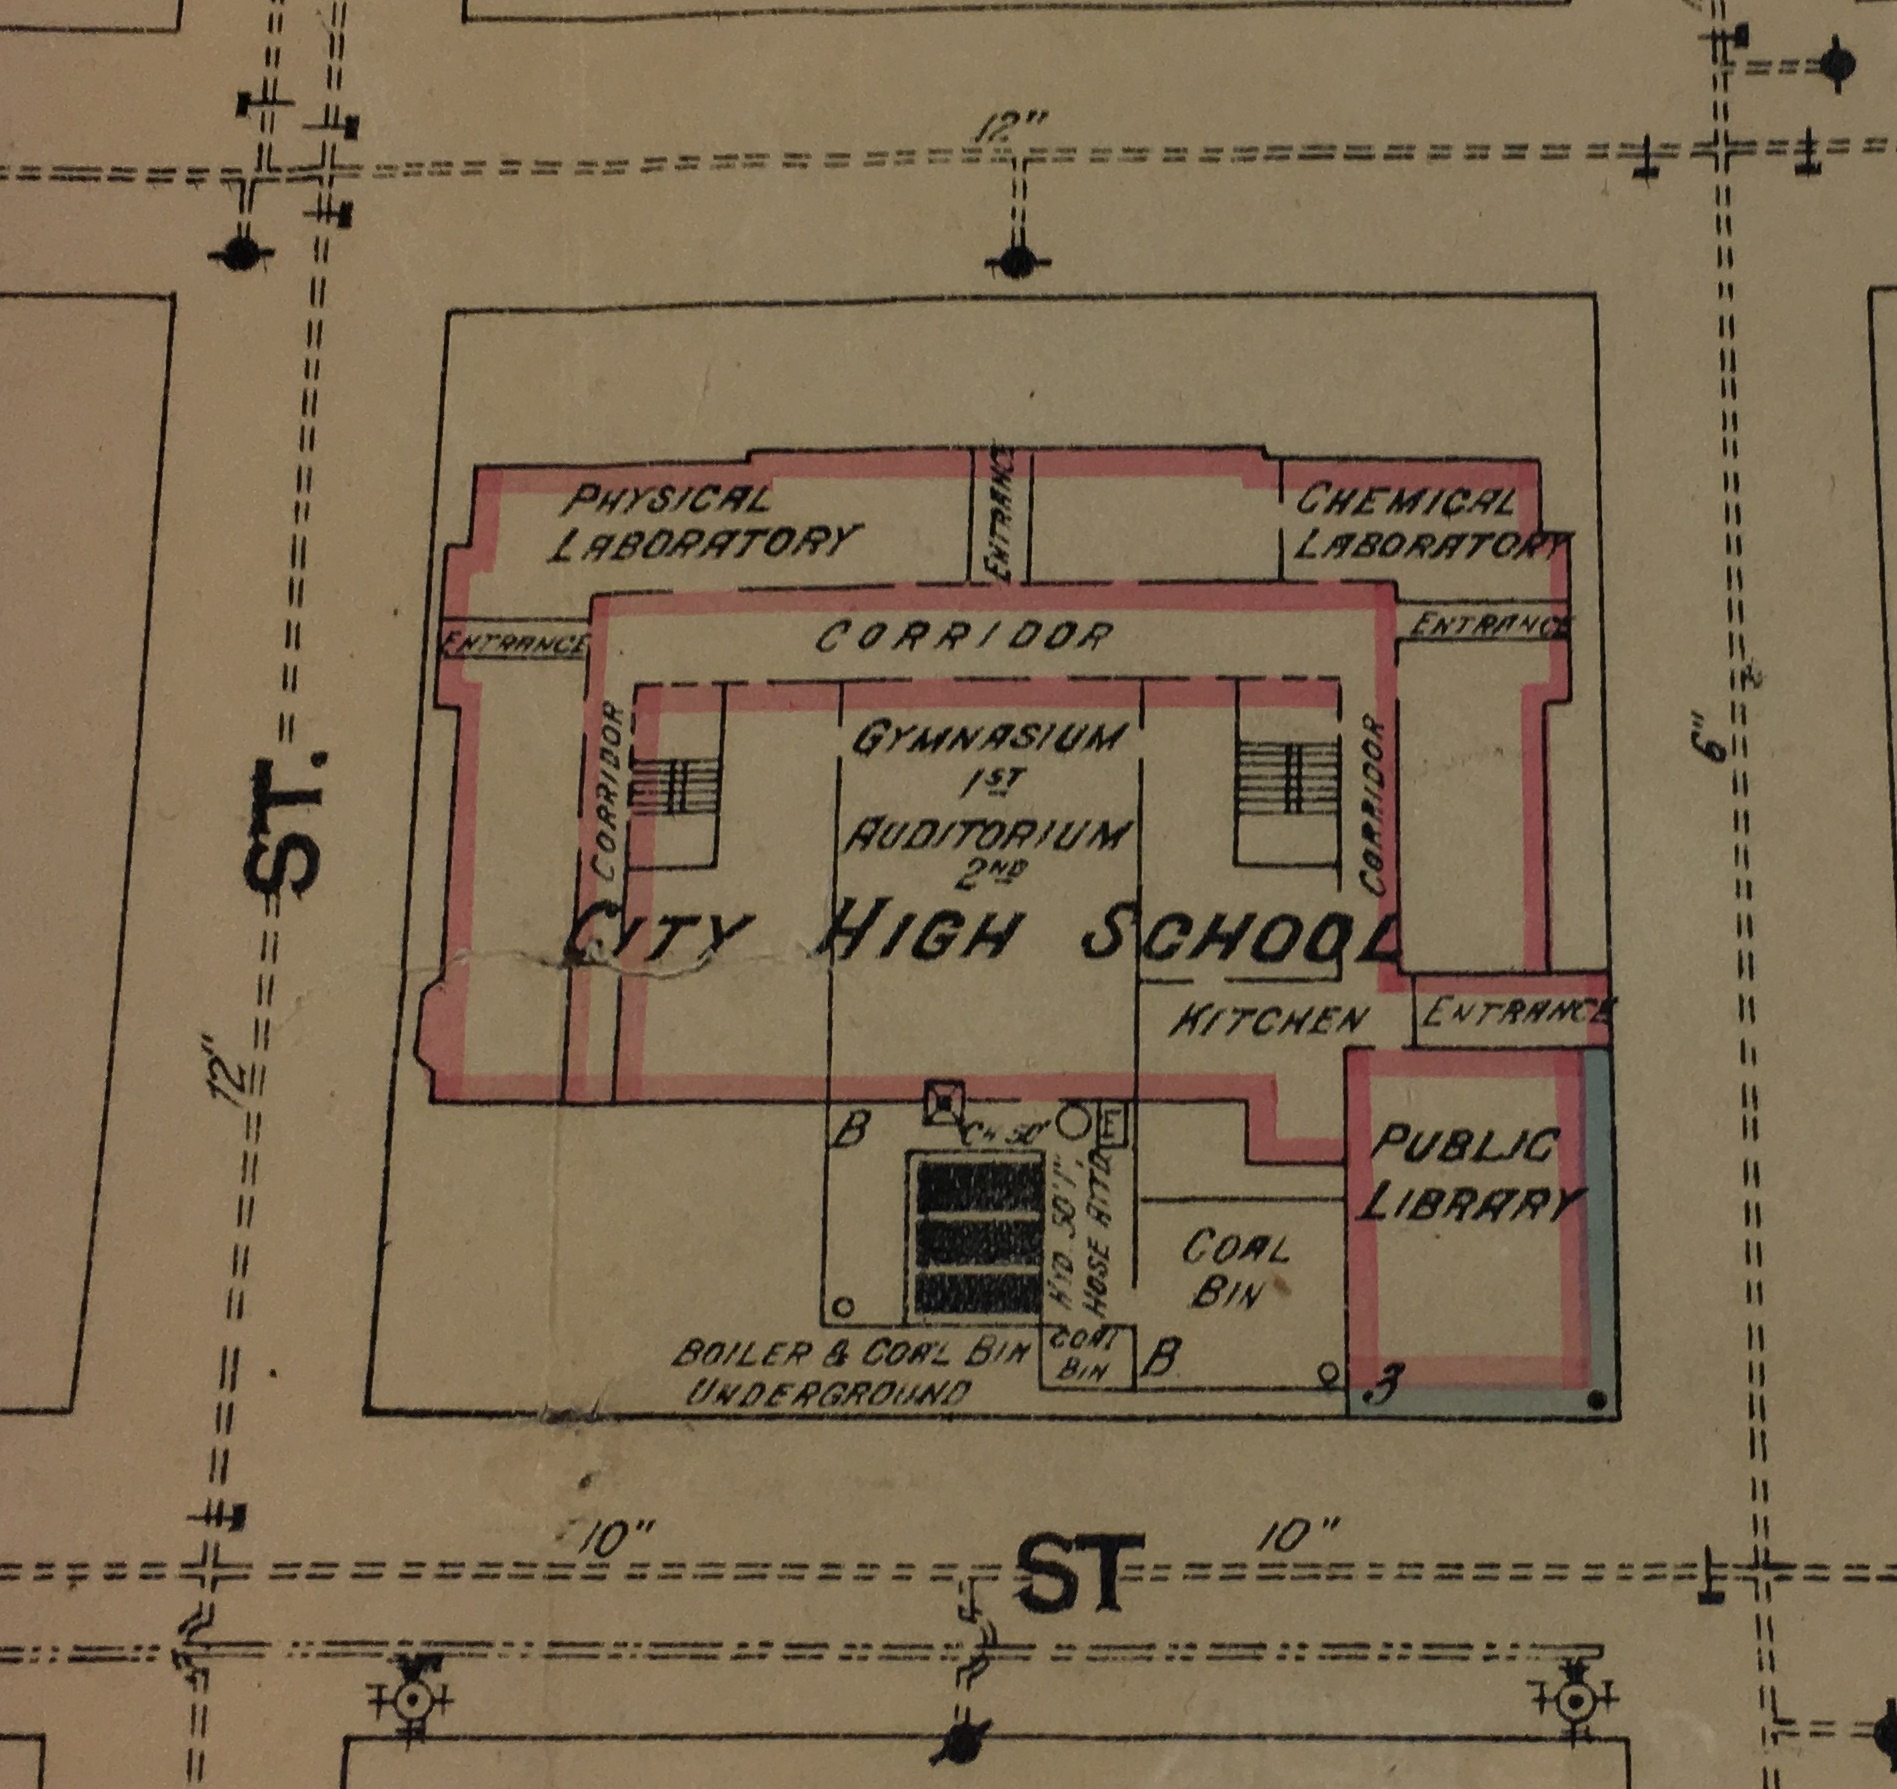 12"
PHYSICAL
LABORATORY
ENTRANCE
CHEMICAL
LABORATORY
ENTRANCE
CORRIDOR
ENTRANCE
CORRIDOR
GYMNASIUM
1ST
AUDITORIUM
2ND
CORRIDOR
6"
ST.
CITY HIGH SCHOOL
KITCHEN
ENTRANCE
12"
B
CH 50'
E
HYD. 50' 1"
HOSE ATTD
PUBLIC
LIBRARY
COAL
BIN
BOILER & COAL BIN
UNDERGROUND
COAT
BIN
B
3
10"
ST
10"